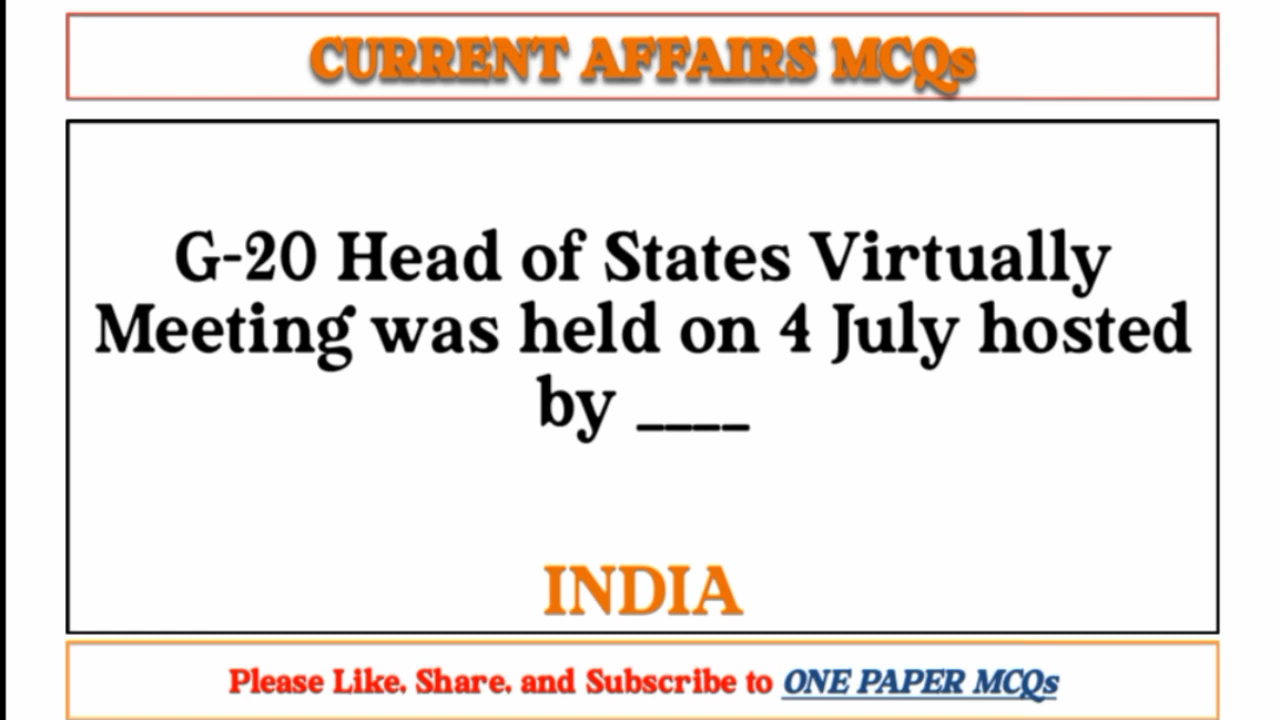 CURRENT AFFAIRS MCQs
G-20 Head of States Virtually
Meeting was held on 4 July hosted
by ____
INDIA
Please Like. Share. and Subscribe to ONE PAPER MCQs